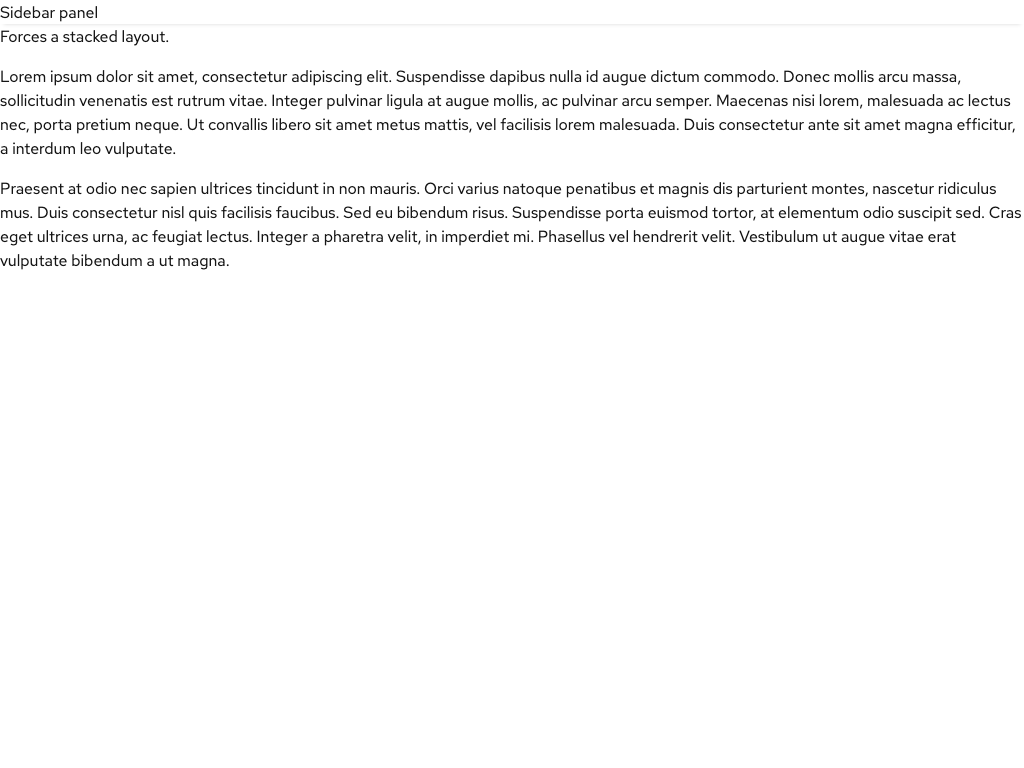 Sidebar panel
Forces a stacked layout.
Lorem ipsum dolor sit amet, consectetur adipiscing elit. Suspendisse dapibus nulla id augue dictum commodo. Donec mollis arcu massa,
sollicitudin venenatis est rutrum vitae. Integer pulvinar ligula at augue mollis, ac pulvinar arcu semper. Maecenas nisi lorem, malesuada ac lectus
nec, porta pretium neque. Ut convallis libero sit amet metus mattis, vel facilisis lorem malesuada. Duis consectetur ante sit amet magna efficitur,
a interdum leo vulputate.
Praesent at odio nec sapien ultrices tincidunt in non mauris. Orci varius natoque penatibus et magnis dis parturient montes, nascetur ridiculus
mus. Duis consectetur nisl quis facilisis faucibus. Sed eu bibendum risus. Suspendisse porta euismod tortor, at elementum odio suscipit sed. Cras
eget ultrices urna, ac feugiat lectus. Integer a pharetra velit, in imperdiet mi. Phasellus vel hendrerit velit. Vestibulum ut augue vitae erat
vulputate bibendum a ut magna.